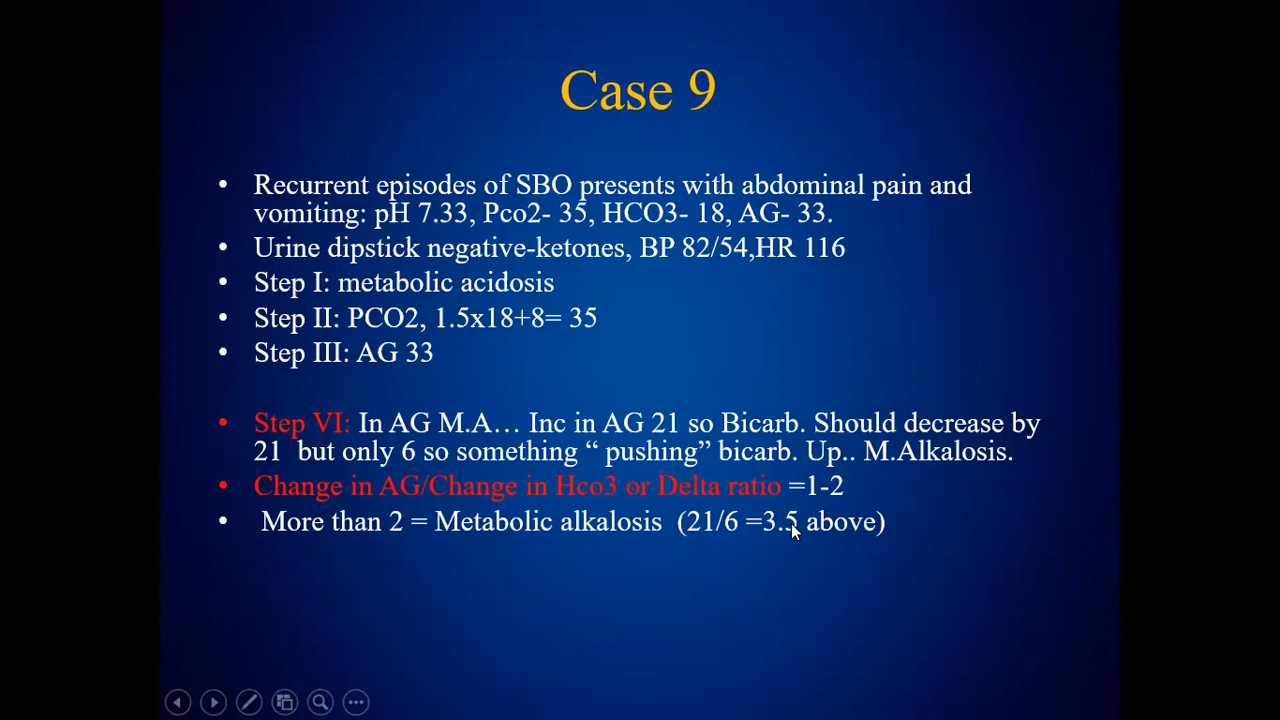 Case 9
• Recurrent episodes of SBO presents with abdominal pain and
vomiting: pH 7.33, Pco2- 35, HCO3- 18, AG- 33.
• Urine dipstick negative-ketones, BP 82/54,HR 116
• Step I: metabolic acidosis
• Step II: PCO2, 1.5x18+8= 35
• Step III: AG 33
• Step VI: In AG M.A… Inc in AG 21 so Bicarb. Should decrease by
21 but only 6 so something “ pushing” bicarb. Up.. M.Alkalosis.
• Change in AG/Change in Hco3 or Delta ratio =1-2
• More than 2 = Metabolic alkalosis (21/6 =3.5 above)